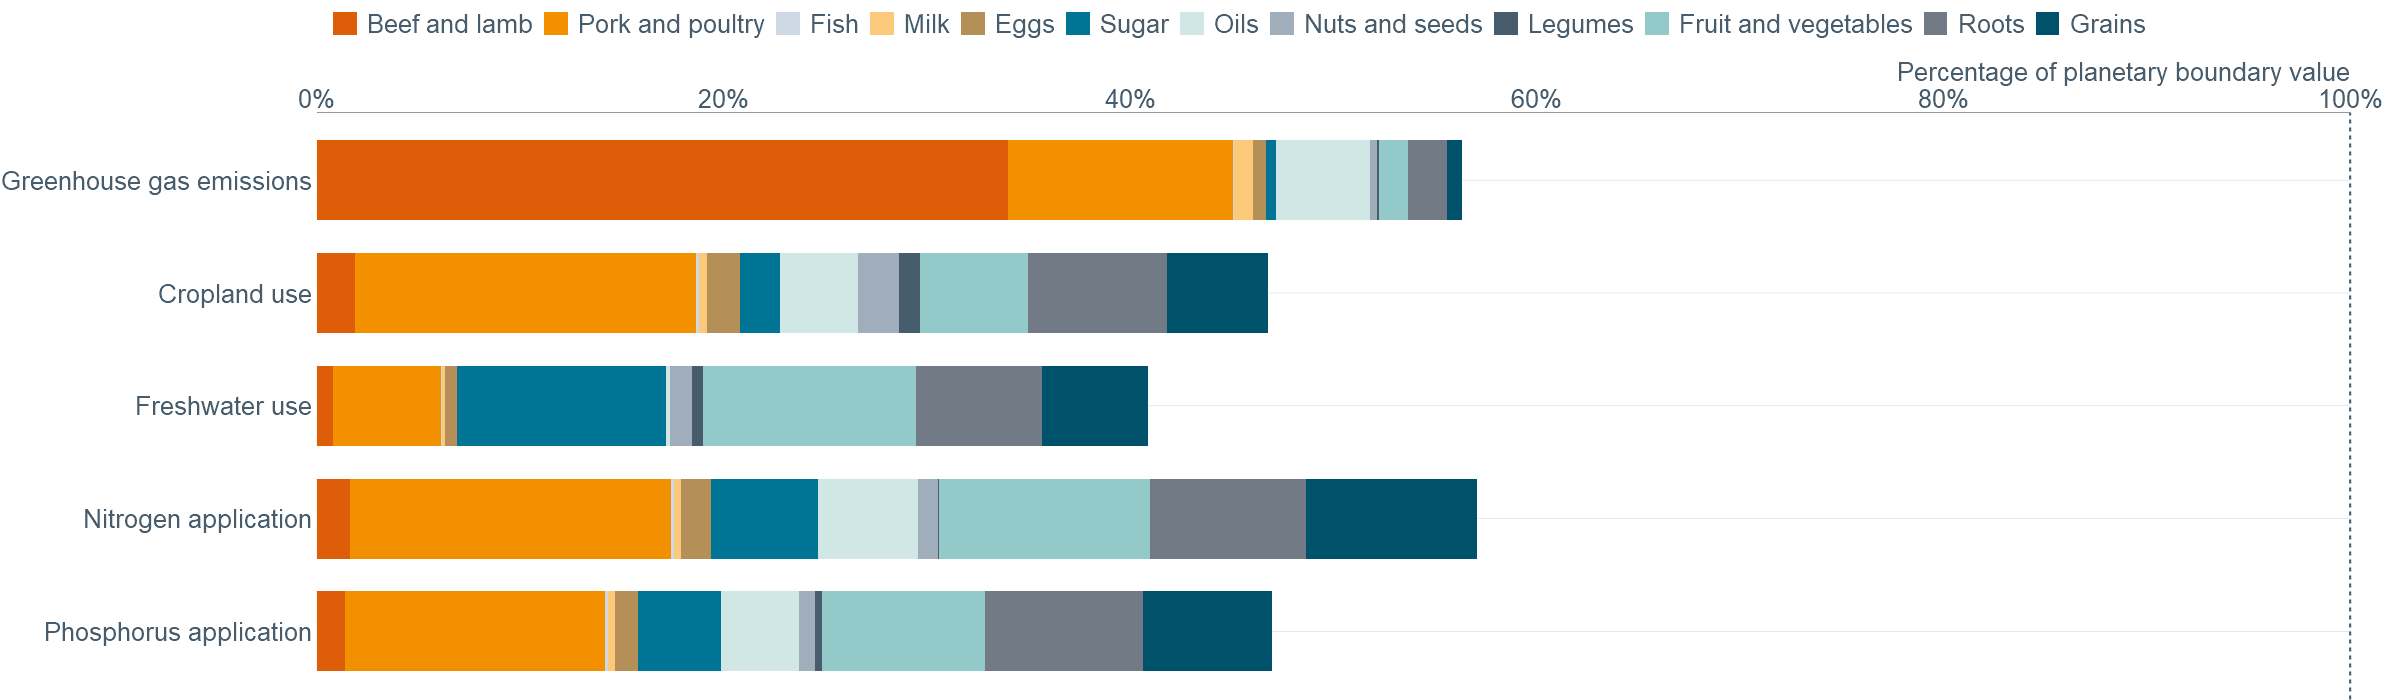 Beef and lamb Pork and poultry Fish Milk Eggs Sugar Oils Nuts and seeds Legumes Fruit and vegetables Roots Grains
Percentage of planetary boundary value
0% 20% 40% 60% 80% 100%
Greenhouse gas emissions
Cropland use
Freshwater use
Nitrogen application
Phosphorus application